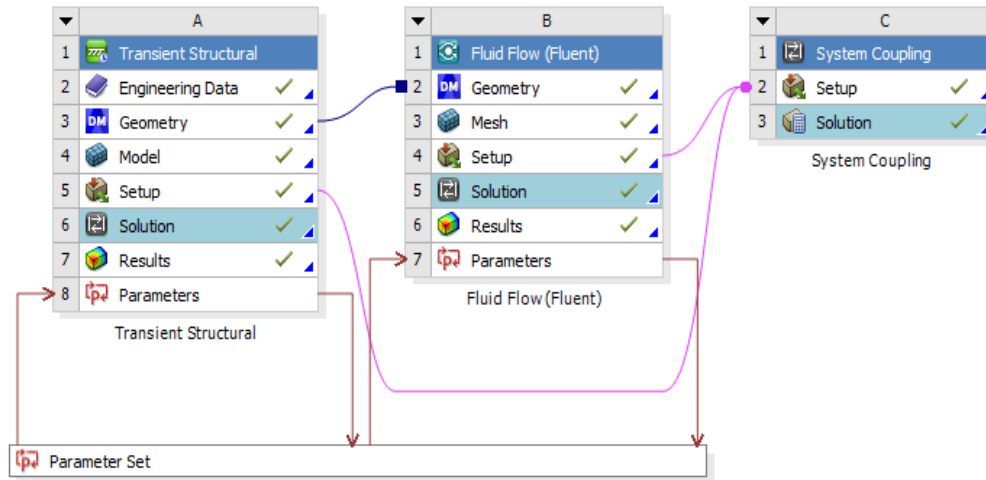 A
1 Transient Structural
2 Engineering Data
3 DM Geometry
4 Model
5 Setup
6 Solution
7 Results
8 Parameters
Transient Structural
B
1 Fluid Flow (Fluent)
2 DM Geometry
3 Mesh
4 Setup
5 Solution
6 Results
7 Parameters
Fluid Flow (Fluent)
C
1 System Coupling
2 Setup
3 Solution
System Coupling
Parameter Set